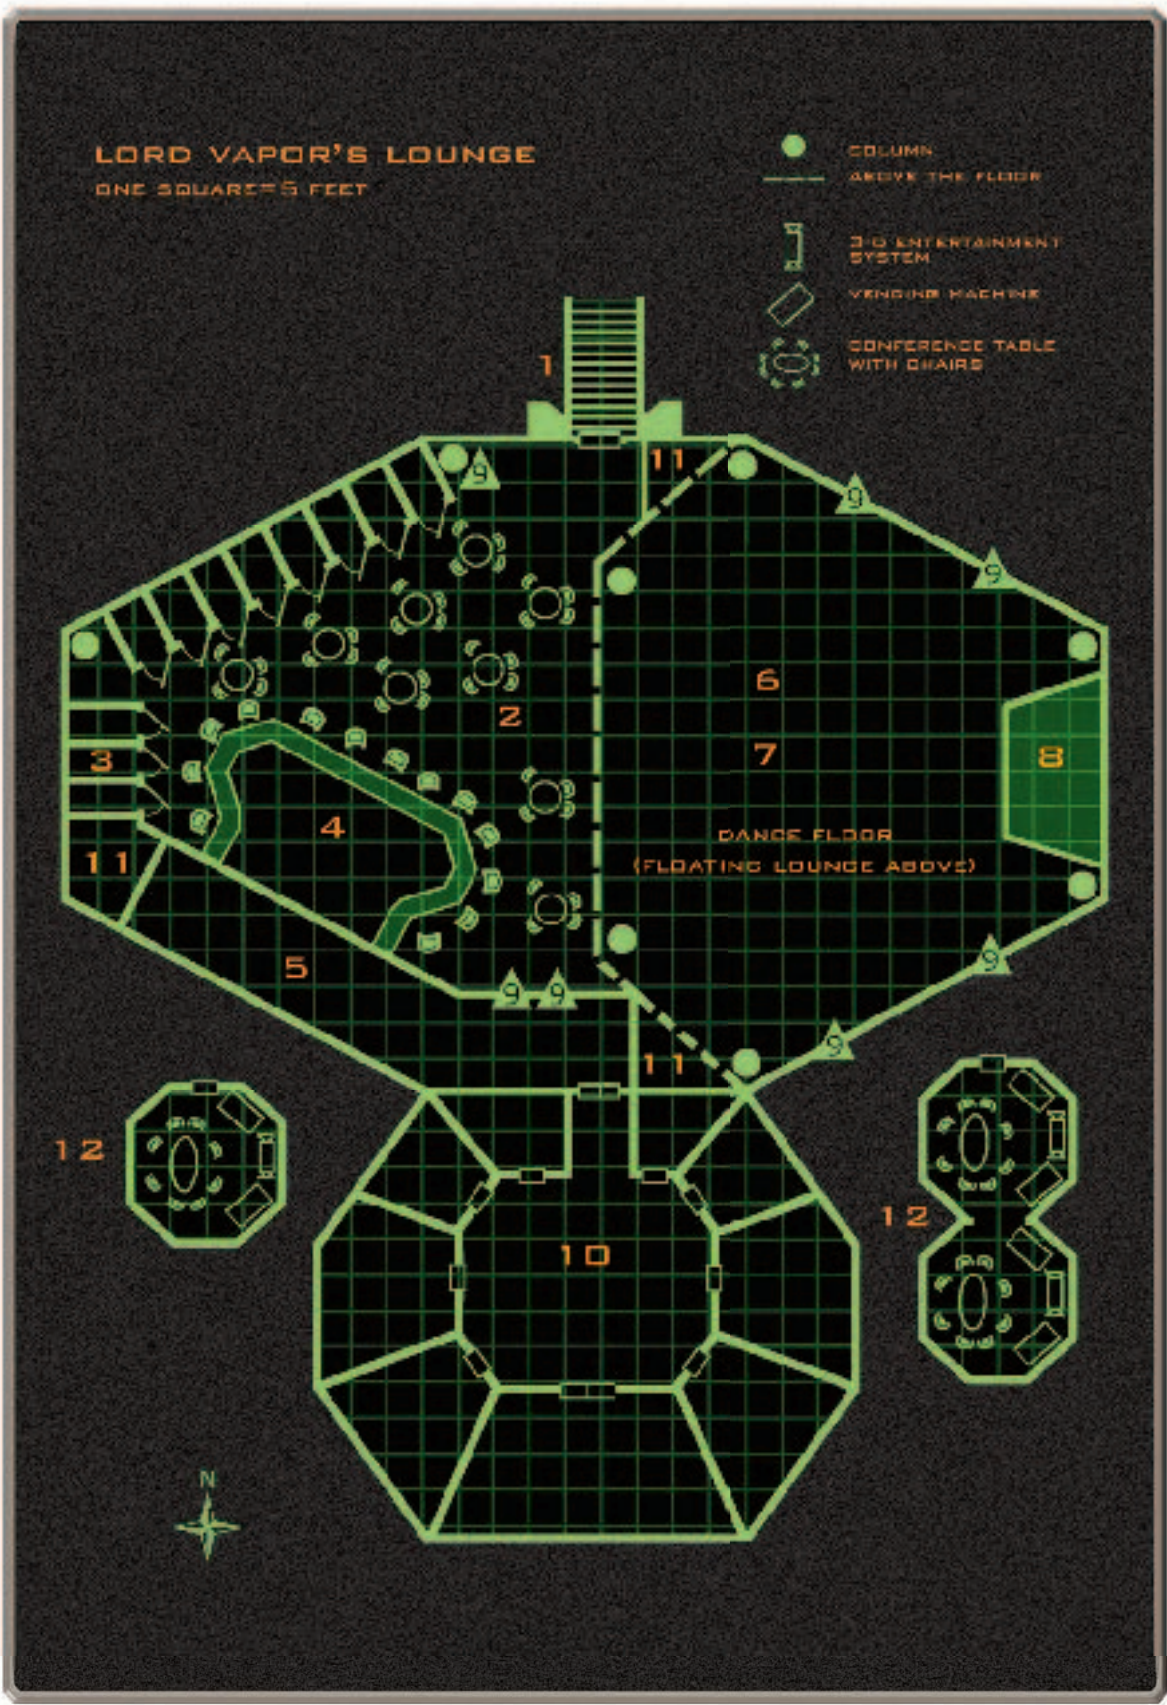 LORD VAPOR'S LOUNGE
ONE SQUARE=5 FEET
COLUMN
ABOVE THE FLOOR
3-D ENTERTAINMENT
SYSTEM
VENDING MACHINE
CONFERENCE TABLE
WITH CHAIRS
1
11
9
9
9
6
2
7
3
8
4
DANCE FLOOR
(FLOATING LOUNGE ABOVE)
11
5
9
9
9
9
11
12
12
10
N